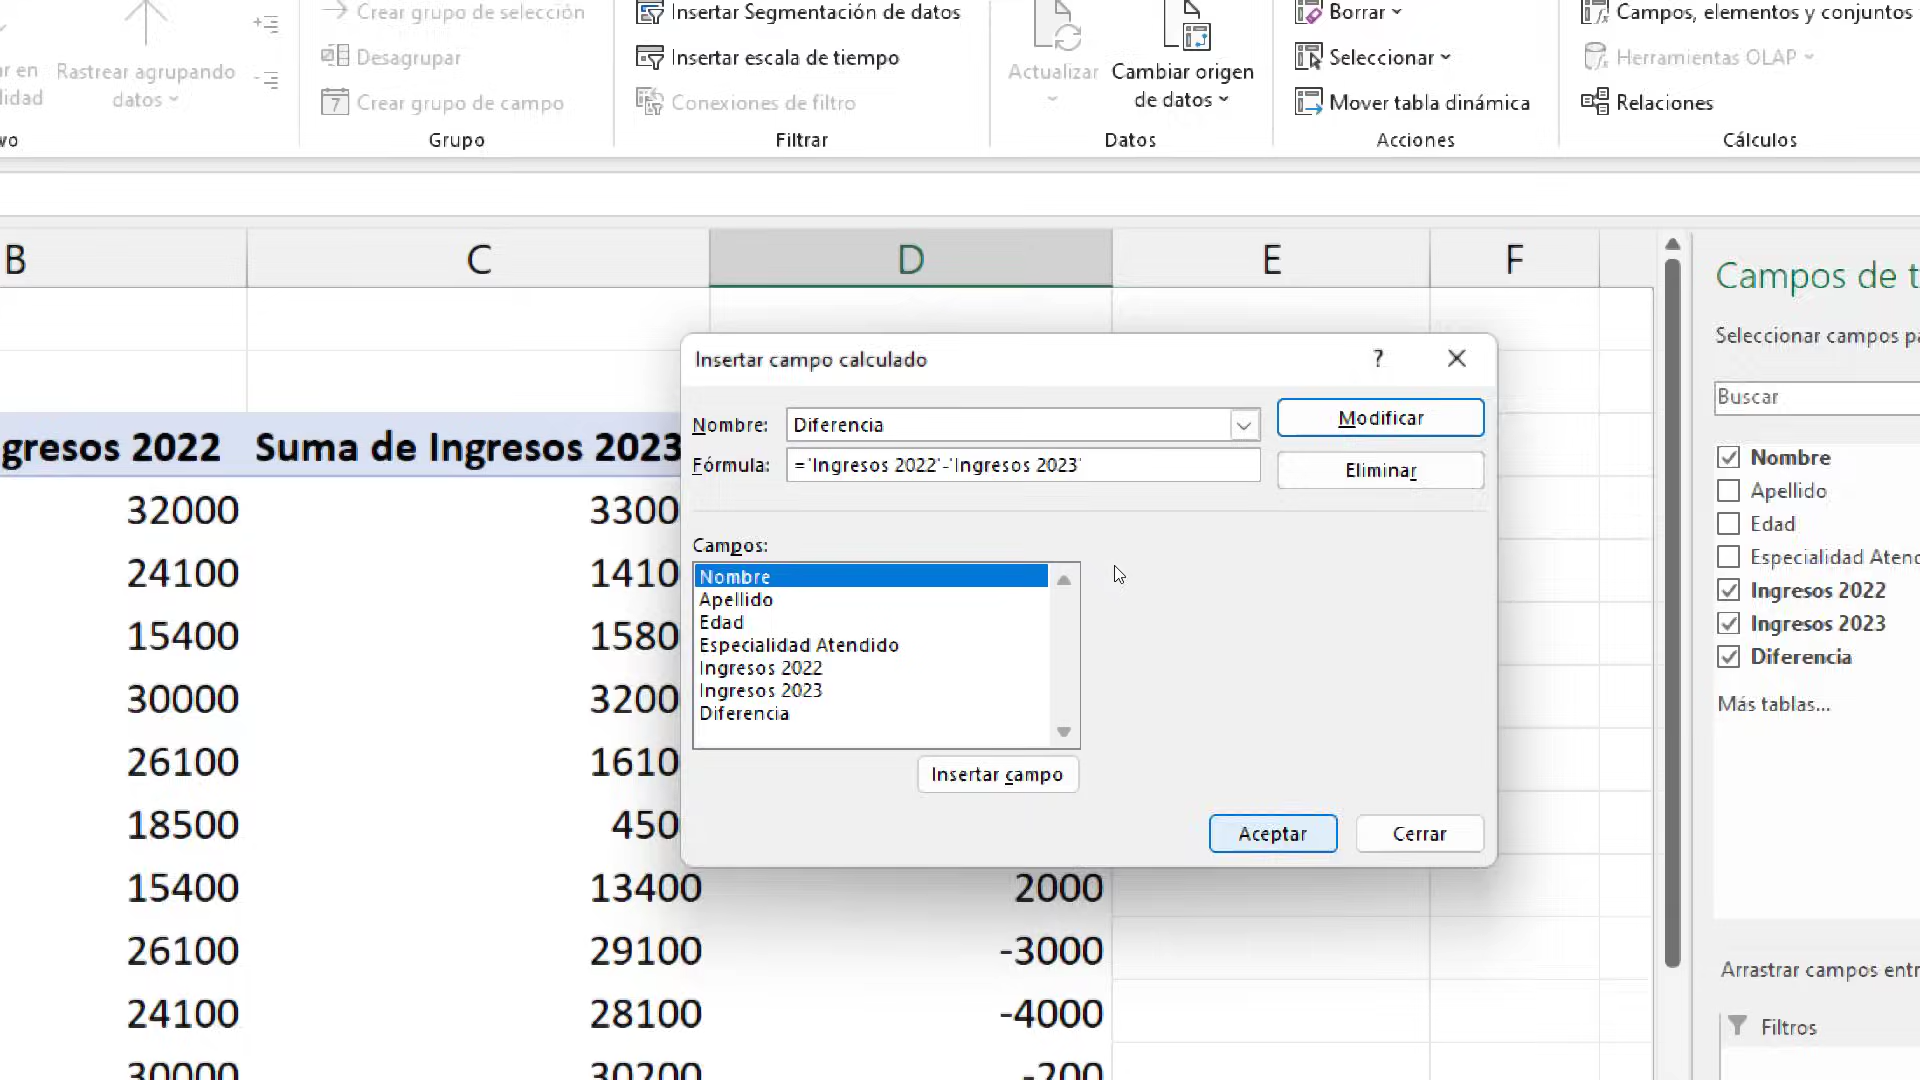 Crear grupo de selección
Desagrupar
7 Crear grupo de campo
Grupo
Rastrear agrupando
datos
Insertar Segmentación de datos
Insertar escala de tiempo
Conexiones de filtro
Filtrar
Actualizar
Cambiar origen
de datos
Datos
Borrar
Seleccionar
Mover tabla dinámica
Acciones
Campos, elementos y conjuntos
Herramientas OLAP
Relaciones
Cálculos
B C D E F
gresos 2022 Suma de Ingresos 2023
32000 3300
24100 1410
15400 1580
30000 3200
26100 1610
18500 450
15400 13400 2000
26100 29100 -3000
24100 28100 -4000
30000 30200 -200
Insertar campo calculado
?
Nombre: Diferencia Modificar
Fórmula: ='Ingresos 2022'-'Ingresos 2023' Eliminar
Campos:
Nombre
Apellido
Edad
Especialidad Atendido
Ingresos 2022
Ingresos 2023
Diferencia
Insertar campo
Aceptar Cerrar
Campos de t
Seleccionar campos pa
Buscar
Nombre
Apellido
Edad
Especialidad Atend
Ingresos 2022
Ingresos 2023
Diferencia
Más tablas...
Arrastrar campos entr
Filtros